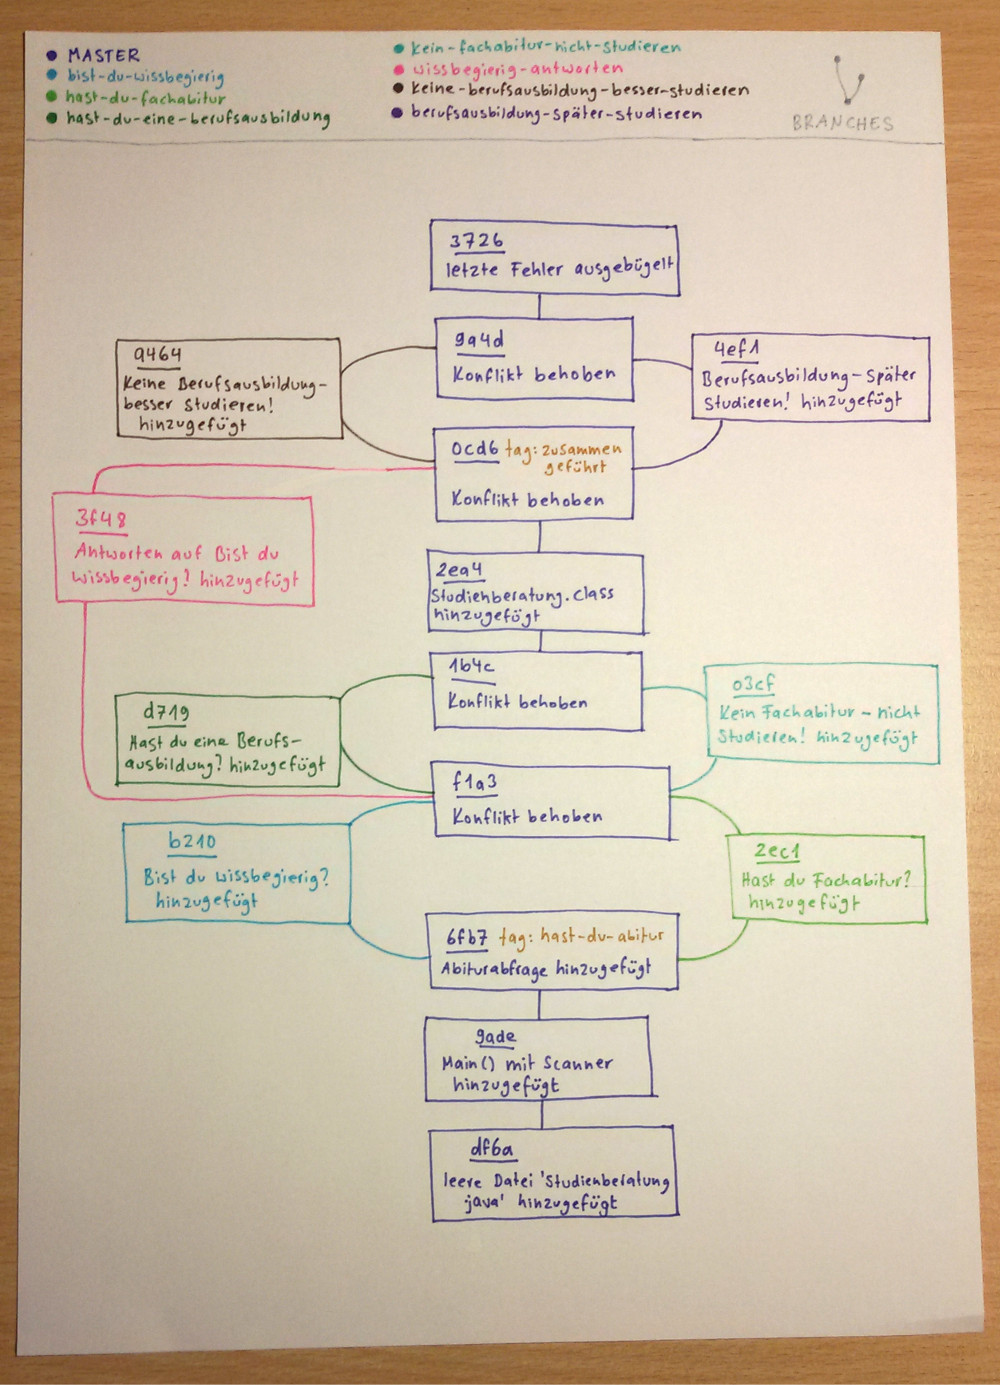 MASTER
bist-du-wissbegierig
hast-du-fachabitur
hast-du-eine-berufsausbildung
kein-fachabitur-nicht-studieren
wissbegierig-antworten
keine-berufsausbildung-besser-studieren
berufsausbildung-später-studieren
BRANCHES
3726
letzte Fehler ausgebügelt
9a4d
Konflikt behoben
a464
Keine Berufsausbildung-
besser studieren!
hinzugefügt
4ef1
Berufsausbildung-Später
Studieren! hinzugefügt
0cd6 tag: zusammen
geführt
Konflikt behoben
3f48
Antworten auf Bist du
wissbegierig? hinzugefügt
2ea4
Studienberatung.class
hinzugefügt
1b4c
Konflikt behoben
d719
Hast du eine Berufs-
ausbildung? hinzugefügt
03cf
Kein Fachabitur - nicht
Studieren! hinzugefügt
f1a3
Konflikt behoben
b210
Bist du wissbegierig?
hinzugefügt
2ec1
Hast du Fachabitur?
hinzugefügt
6fb7 tag: hast-du-abitur
Abiturabfrage hinzugefügt
9ade
Main() mit Scanner
hinzugefügt
df6a
leere Datei 'Studienberatung
java' hinzugefügt